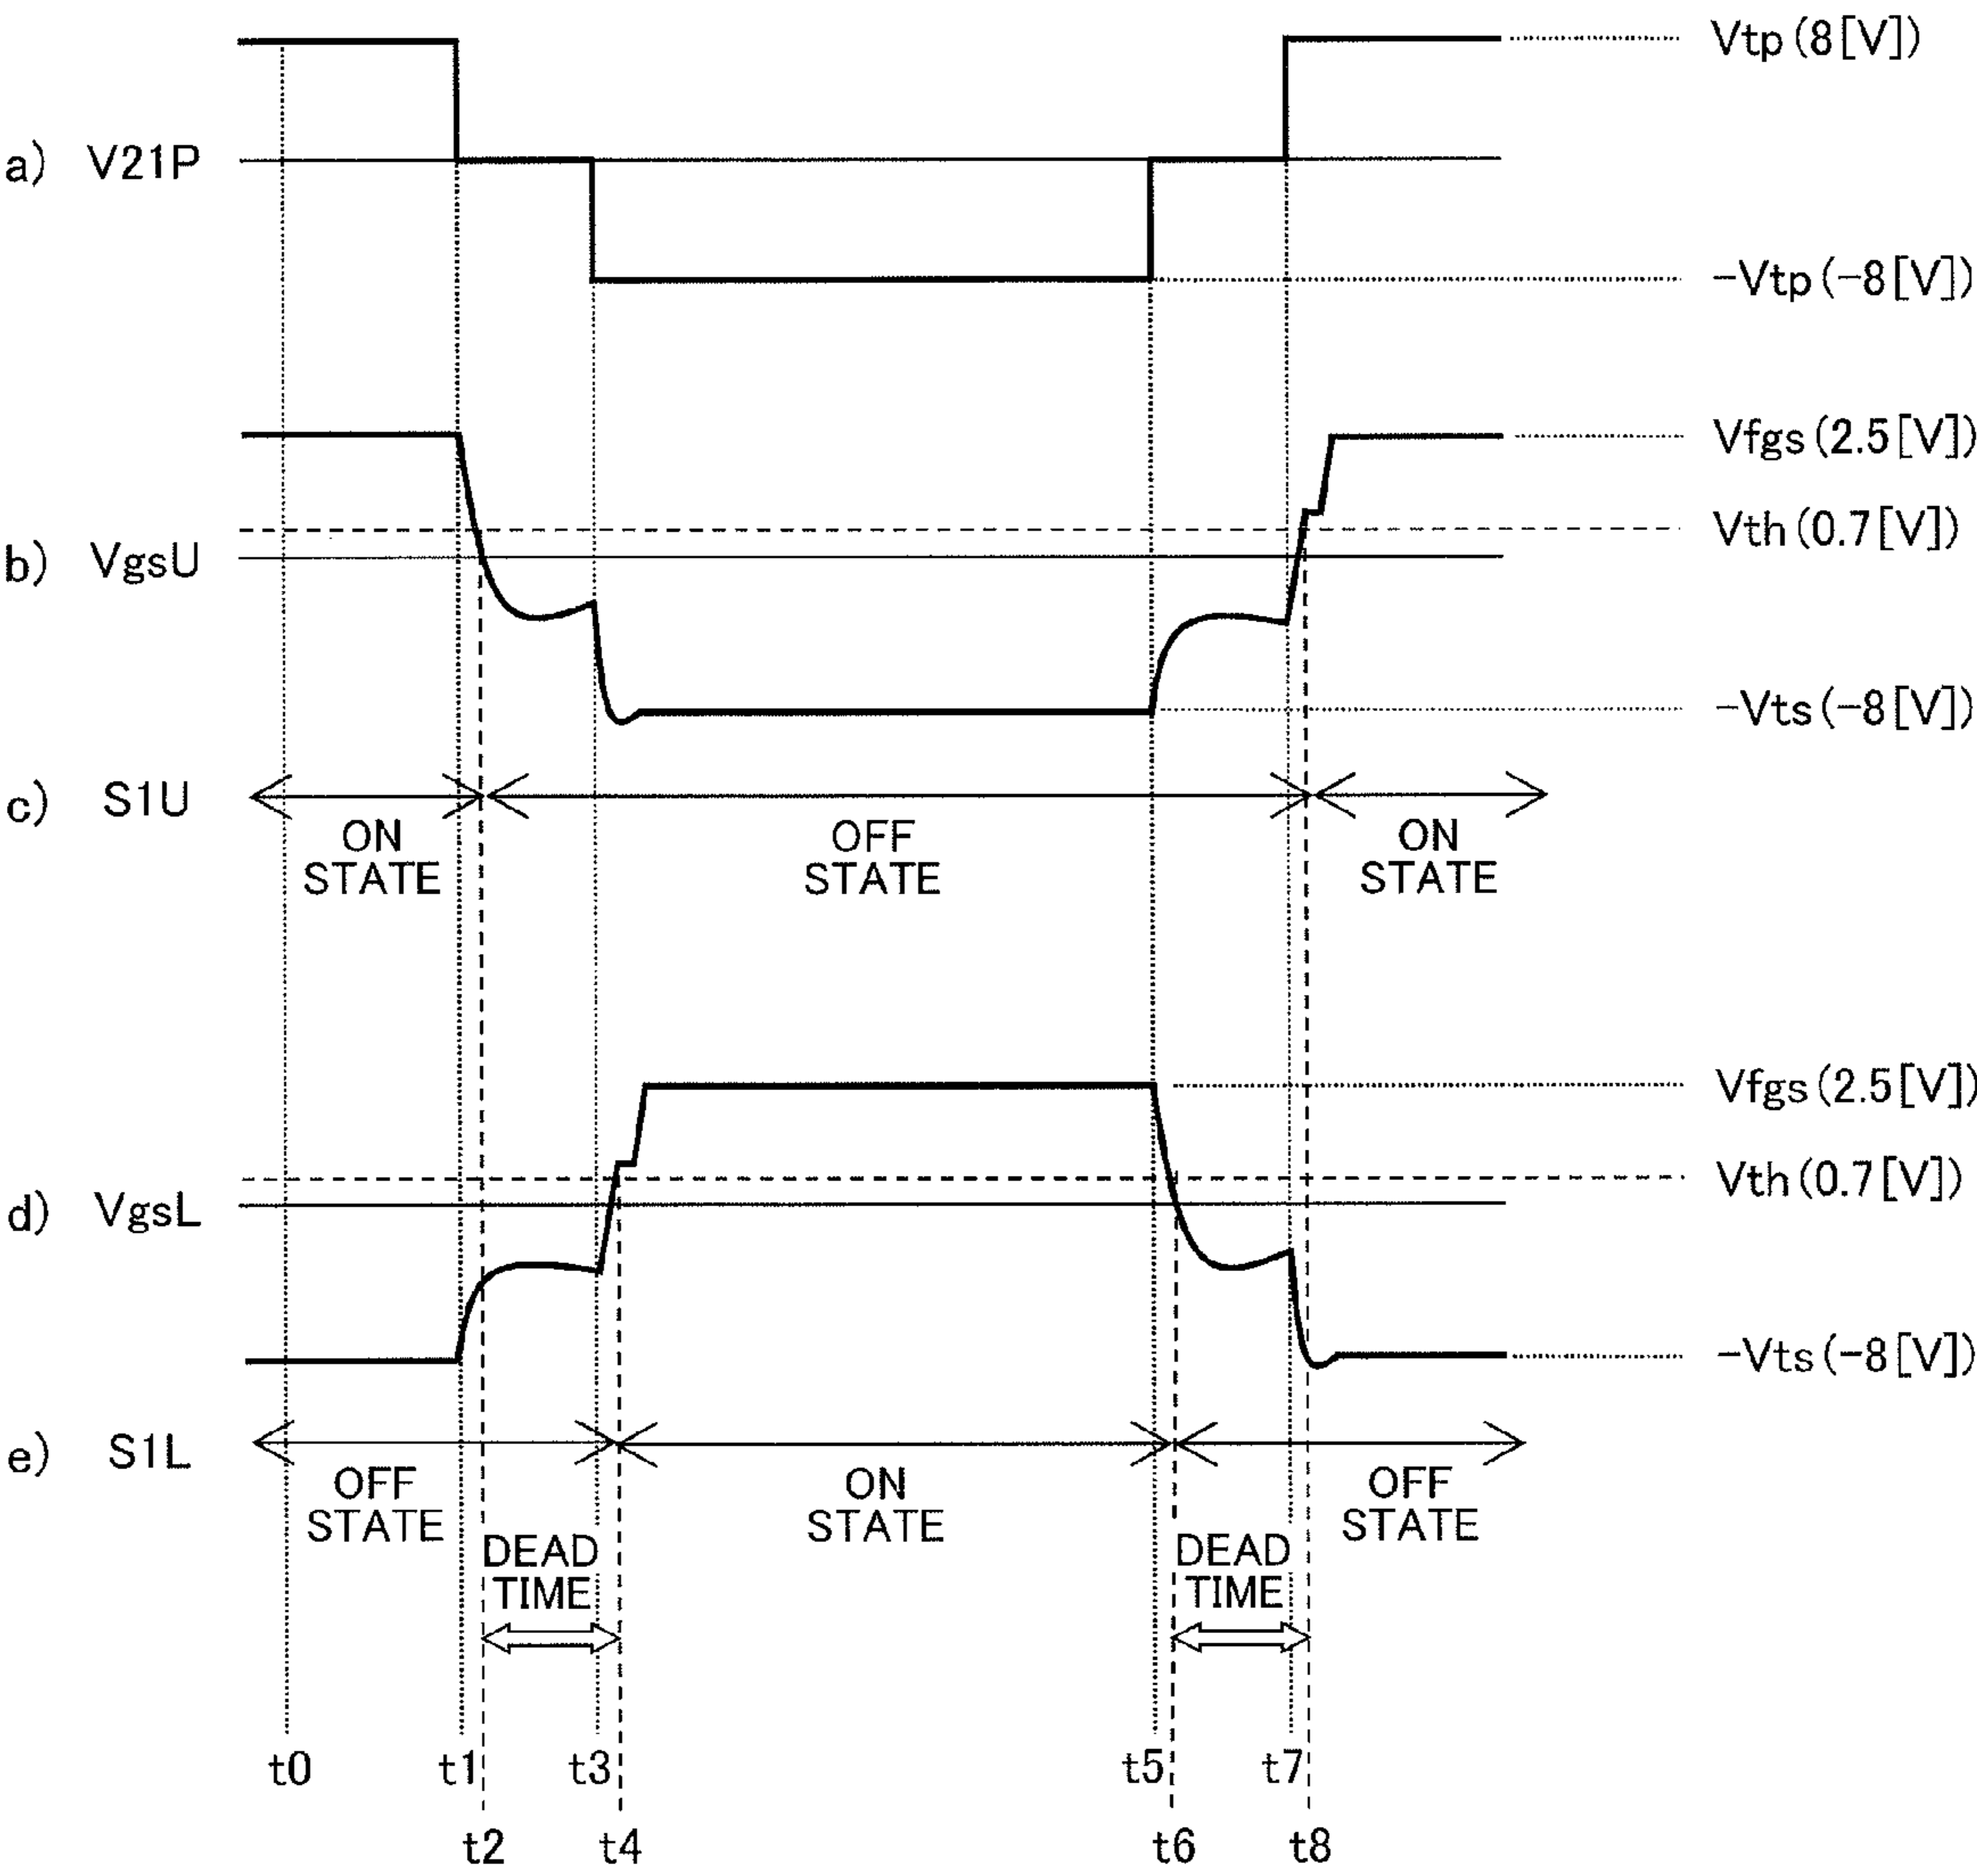 Vtp(8[V])
a) V21P
-Vtp(-8[V])
Vfgs(2.5[V])
Vth(0.7[V])
b) VgsU
-Vts(-8[V])
c) S1U
ON
STATE
OFF
STATE
ON
STATE
Vfgs(2.5[V])
Vth(0.7[V])
d) VgsL
-Vts(-8[V])
e) S1L
OFF
STATE
ON
STATE
OFF
STATE
DEAD
TIME
DEAD
TIME
t0 t1 t3 t5 t7
t2 t4 t6 t8